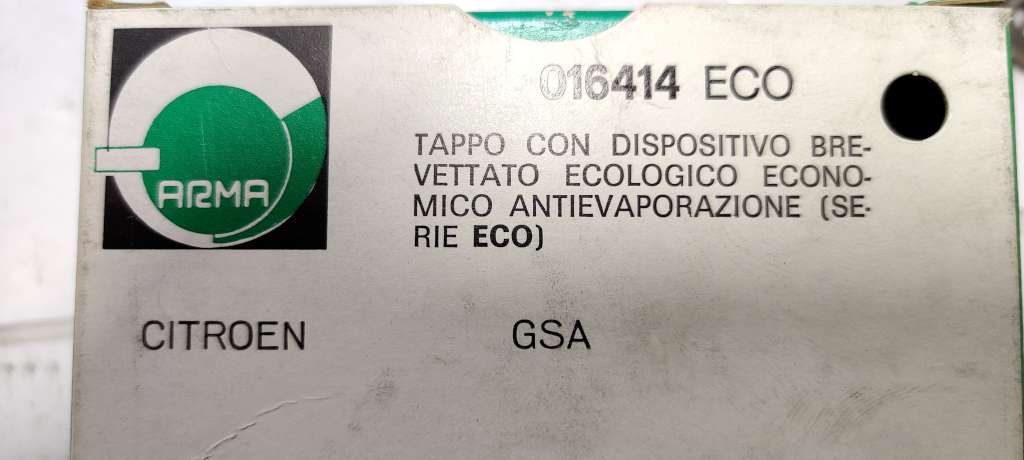 016414 ECO
ARMA
TAPPO CON DISPOSITIVO BRE-
VETTATO ECOLOGICO ECONO-
MICO ANTIEVAPORAZIONE (SE-
RIE ECO)
CITROEN GSA